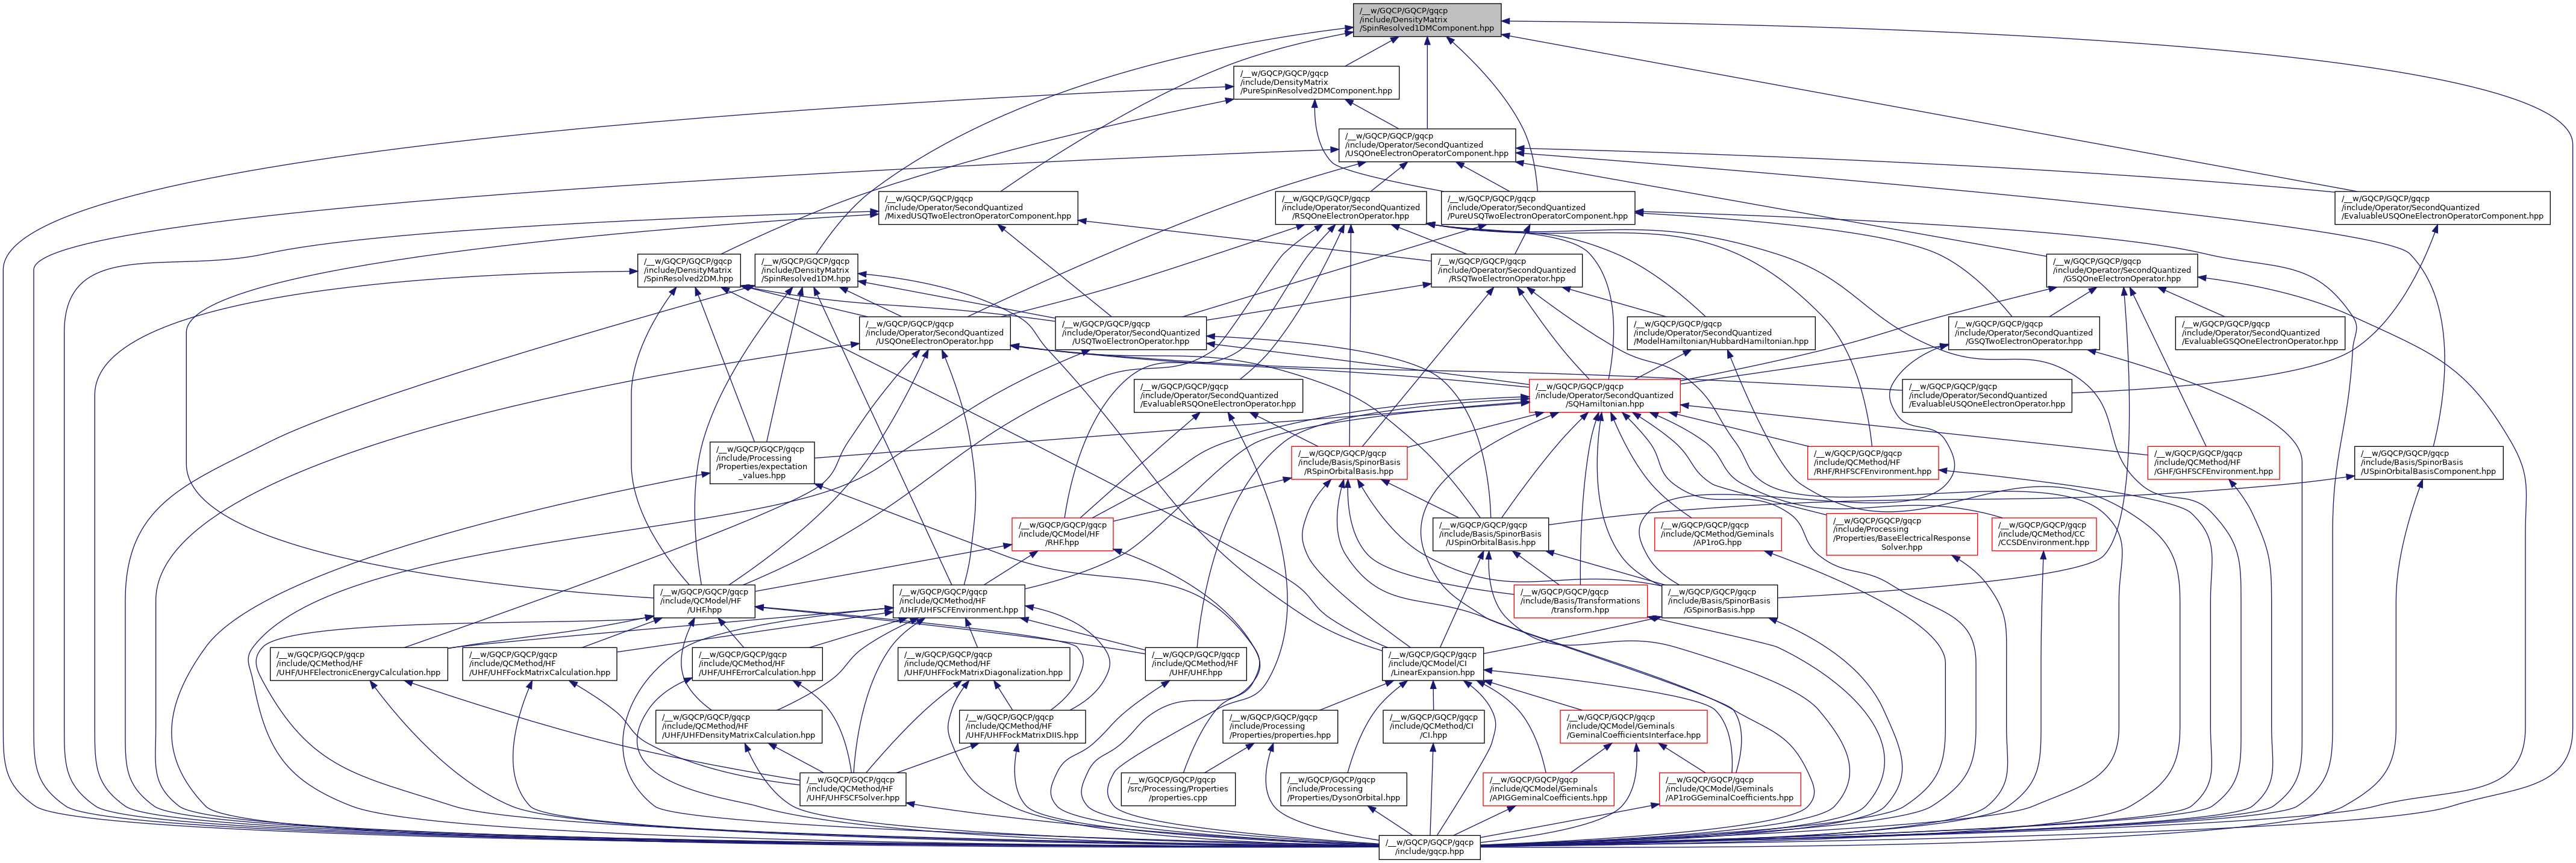 /__w/GQCP/GQCP/gqcp
/include/DensityMatrix
/SpinResolved1DMComponent.hpp
/__w/GQCP/GQCP/gqcp
/include/DensityMatrix
/PureSpinResolved2DMComponent.hpp
/__w/GQCP/GQCP/gqcp
/include/Operator/SecondQuantized
/USQOneElectronOperatorComponent.hpp
/__w/GQCP/GQCP/gqcp
/include/Operator/SecondQuantized
/MixedUSQTwoElectronOperatorComponent.hpp
/__w/GQCP/GQCP/gqcp
/include/Operator/SecondQuantized
/RSQOneElectronOperator.hpp
/__w/GQCP/GQCP/gqcp
/include/Operator/SecondQuantized
/PureUSQTwoElectronOperatorComponent.hpp
/__w/GQCP/GQCP/gqcp
/include/Operator/SecondQuantized
/EvaluableUSQOneElectronOperatorComponent.hpp
/__w/GQCP/GQCP/gqcp
/include/DensityMatrix
/SpinResolved2DM.hpp
/__w/GQCP/GQCP/gqcp
/include/DensityMatrix
/SpinResolved1DM.hpp
/__w/GQCP/GQCP/gqcp
/include/Operator/SecondQuantized
/RSQTwoElectronOperator.hpp
/__w/GQCP/GQCP/gqcp
/include/Operator/SecondQuantized
/GSQOneElectronOperator.hpp
/__w/GQCP/GQCP/gqcp
/include/Operator/SecondQuantized
/USQOneElectronOperator.hpp
/__w/GQCP/GQCP/gqcp
/include/Operator/SecondQuantized
/USQTwoElectronOperator.hpp
/__w/GQCP/GQCP/gqcp
/include/Operator/SecondQuantized
/ModelHamiltonian/HubbardHamiltonian.hpp
/__w/GQCP/GQCP/gqcp
/include/Operator/SecondQuantized
/GSQTwoElectronOperator.hpp
/__w/GQCP/GQCP/gqcp
/include/Operator/SecondQuantized
/EvaluableGSQOneElectronOperator.hpp
/__w/GQCP/GQCP/gqcp
/include/Operator/SecondQuantized
/EvaluableRSQOneElectronOperator.hpp
/__w/GQCP/GQCP/gqcp
/include/Operator/SecondQuantized
/SQHamiltonian.hpp
/__w/GQCP/GQCP/gqcp
/include/Operator/SecondQuantized
/EvaluableUSQOneElectronOperator.hpp
/__w/GQCP/GQCP/gqcp
/include/Processing
/Properties/expectation
_values.hpp
/__w/GQCP/GQCP/gqcp
/include/Basis/SpinorBasis
/RSpinOrbitalBasis.hpp
/__w/GQCP/GQCP/gqcp
/include/QCMethod/HF
/RHF/RHFSCFEnvironment.hpp
/__w/GQCP/GQCP/gqcp
/include/QCMethod/HF
/GHF/GHFSCFEnvironment.hpp
/__w/GQCP/GQCP/gqcp
/include/Basis/SpinorBasis
/USpinOrbitalBasisComponent.hpp
/__w/GQCP/GQCP/gqcp
/include/QCModel/HF
/RHF.hpp
/__w/GQCP/GQCP/gqcp
/include/Basis/SpinorBasis
/USpinOrbitalBasis.hpp
/__w/GQCP/GQCP/gqcp
/include/QCMethod/Geminals
/AP1roG.hpp
/__w/GQCP/GQCP/gqcp
/include/Processing
/Properties/BaseElectricalResponse
Solver.hpp
/__w/GQCP/GQCP/gqcp
/include/QCMethod/CC
/CCSDEnvironment.hpp
/__w/GQCP/GQCP/gqcp
/include/QCModel/HF
/UHF.hpp
/__w/GQCP/GQCP/gqcp
/include/QCMethod/HF
/UHF/UHFSCFEnvironment.hpp
/__w/GQCP/GQCP/gqcp
/include/Basis/Transformations
/transform.hpp
/__w/GQCP/GQCP/gqcp
/include/Basis/SpinorBasis
/GSpinorBasis.hpp
/__w/GQCP/GQCP/gqcp
/include/QCMethod/HF
/UHF/UHFElectronicEnergyCalculation.hpp
/__w/GQCP/GQCP/gqcp
/include/QCMethod/HF
/UHF/UHFFockMatrixCalculation.hpp
/__w/GQCP/GQCP/gqcp
/include/QCMethod/HF
/UHF/UHFErrorCalculation.hpp
/__w/GQCP/GQCP/gqcp
/include/QCMethod/HF
/UHF/UHFFockMatrixDiagonalization.hpp
/__w/GQCP/GQCP/gqcp
/include/QCMethod/HF
/UHF/UHF.hpp
/__w/GQCP/GQCP/gqcp
/include/QCModel/CI
/LinearExpansion.hpp
/__w/GQCP/GQCP/gqcp
/include/QCMethod/HF
/UHF/UHFDensityMatrixCalculation.hpp
/__w/GQCP/GQCP/gqcp
/include/QCMethod/HF
/UHF/UHFFockMatrixDIIS.hpp
/__w/GQCP/GQCP/gqcp
/include/Processing
/Properties/properties.hpp
/__w/GQCP/GQCP/gqcp
/include/QCMethod/CI
/CI.hpp
/__w/GQCP/GQCP/gqcp
/include/QCModel/Geminals
/GeminalCoefficientsInterface.hpp
/__w/GQCP/GQCP/gqcp
/include/QCMethod/HF
/UHF/UHFSCFSolver.hpp
/__w/GQCP/GQCP/gqcp
/src/Processing/Properties
/properties.cpp
/__w/GQCP/GQCP/gqcp
/include/Processing
/Properties/DysonOrbital.hpp
/__w/GQCP/GQCP/gqcp
/include/QCModel/Geminals
/APIGGeminalCoefficients.hpp
/__w/GQCP/GQCP/gqcp
/include/QCModel/Geminals
/AP1roGGeminalCoefficients.hpp
/__w/GQCP/GQCP/gqcp
/include/gqcp.hpp